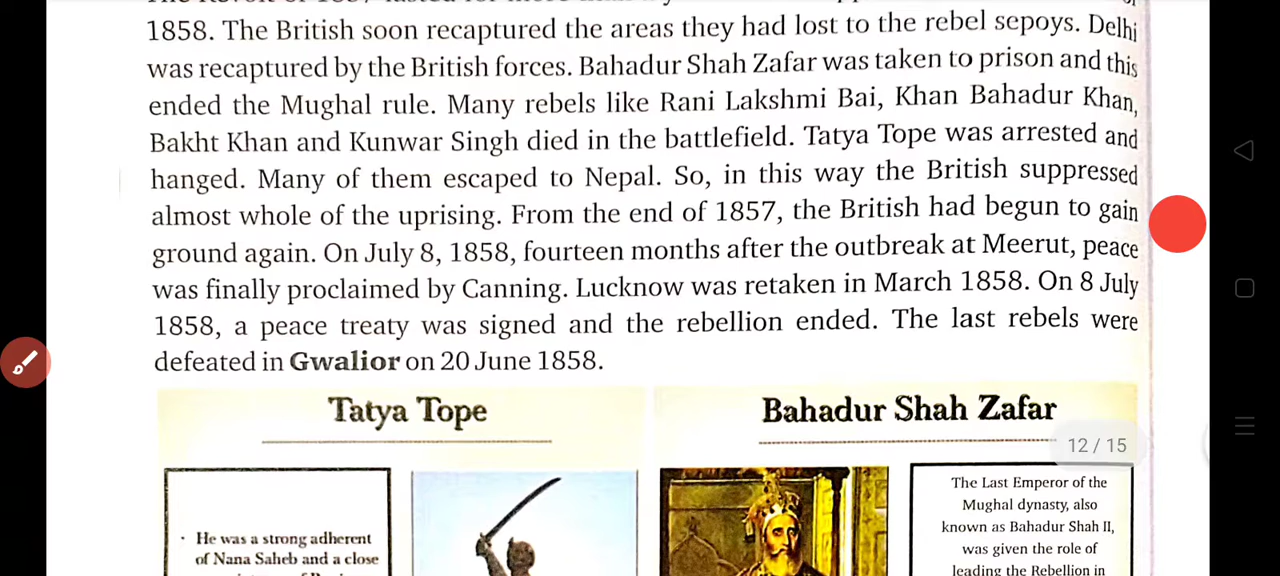 1858. The British soon recaptured the areas they had lost to the rebel sepoys. Delhi
was recaptured by the British forces. Bahadur Shah Zafar was taken to prison and this
ended the Mughal rule. Many rebels like Rani Lakshmi Bai, Khan Bahadur Khan,
Bakht Khan and Kunwar Singh died in the battlefield. Tatya Tope was arrested and
hanged. Many of them escaped to Nepal. So, in this way the British suppressed
almost whole of the uprising. From the end of 1857, the British had begun to gain
ground again. On July 8, 1858, fourteen months after the outbreak at Meerut, peace
was finally proclaimed by Canning. Lucknow was retaken in March 1858. On 8 July
1858, a peace treaty was signed and the rebellion ended. The last rebels were
defeated in Gwalior on 20 June 1858.
Tatya Tope
· He was a strong adherent
of Nana Saheb and a close
Bahadur Shah Zafar
12 / 15
The Last Emperor of the
Mughal dynasty, also
known as Bahadur Shah II,
was given the role of
leading the Rebellion in